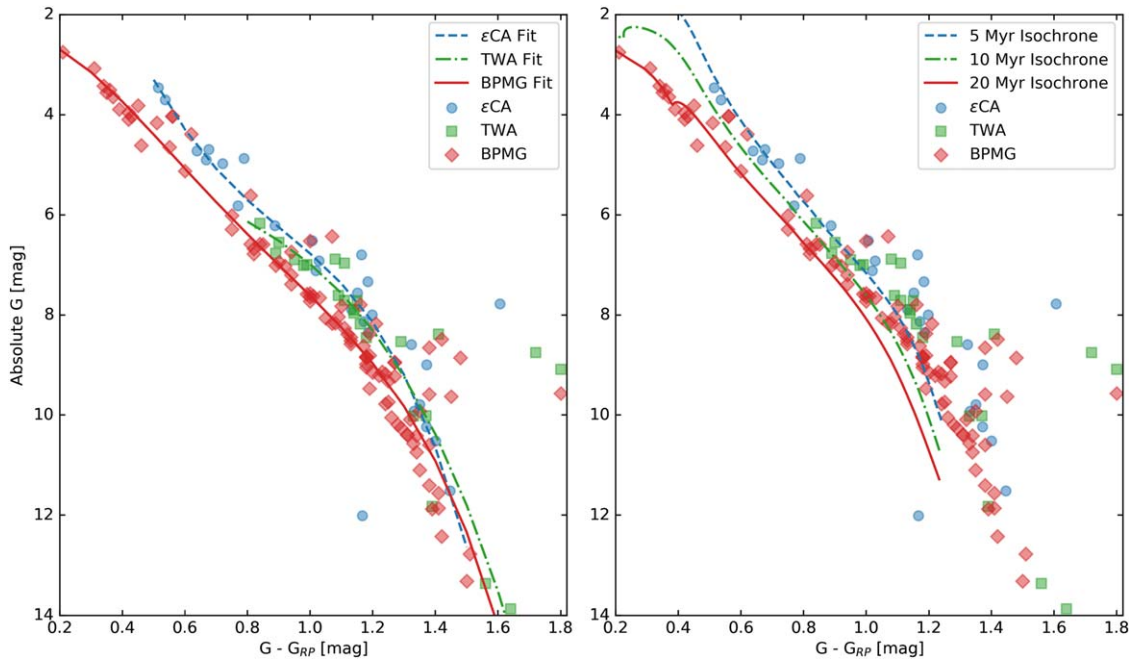 2
4
6
8
10
12
14
Absolute G [mag]
0.2 0.4 0.6 0.8 1.0 1.2 1.4 1.6 1.8
G - G_RP [mag]
εCA Fit
TWA Fit
BPMG Fit
εCA
TWA
BPMG
2
4
6
8
10
12
14
0.2 0.4 0.6 0.8 1.0 1.2 1.4 1.6 1.8
G - G_RP [mag]
5 Myr Isochrone
10 Myr Isochrone
20 Myr Isochrone
εCA
TWA
BPMG